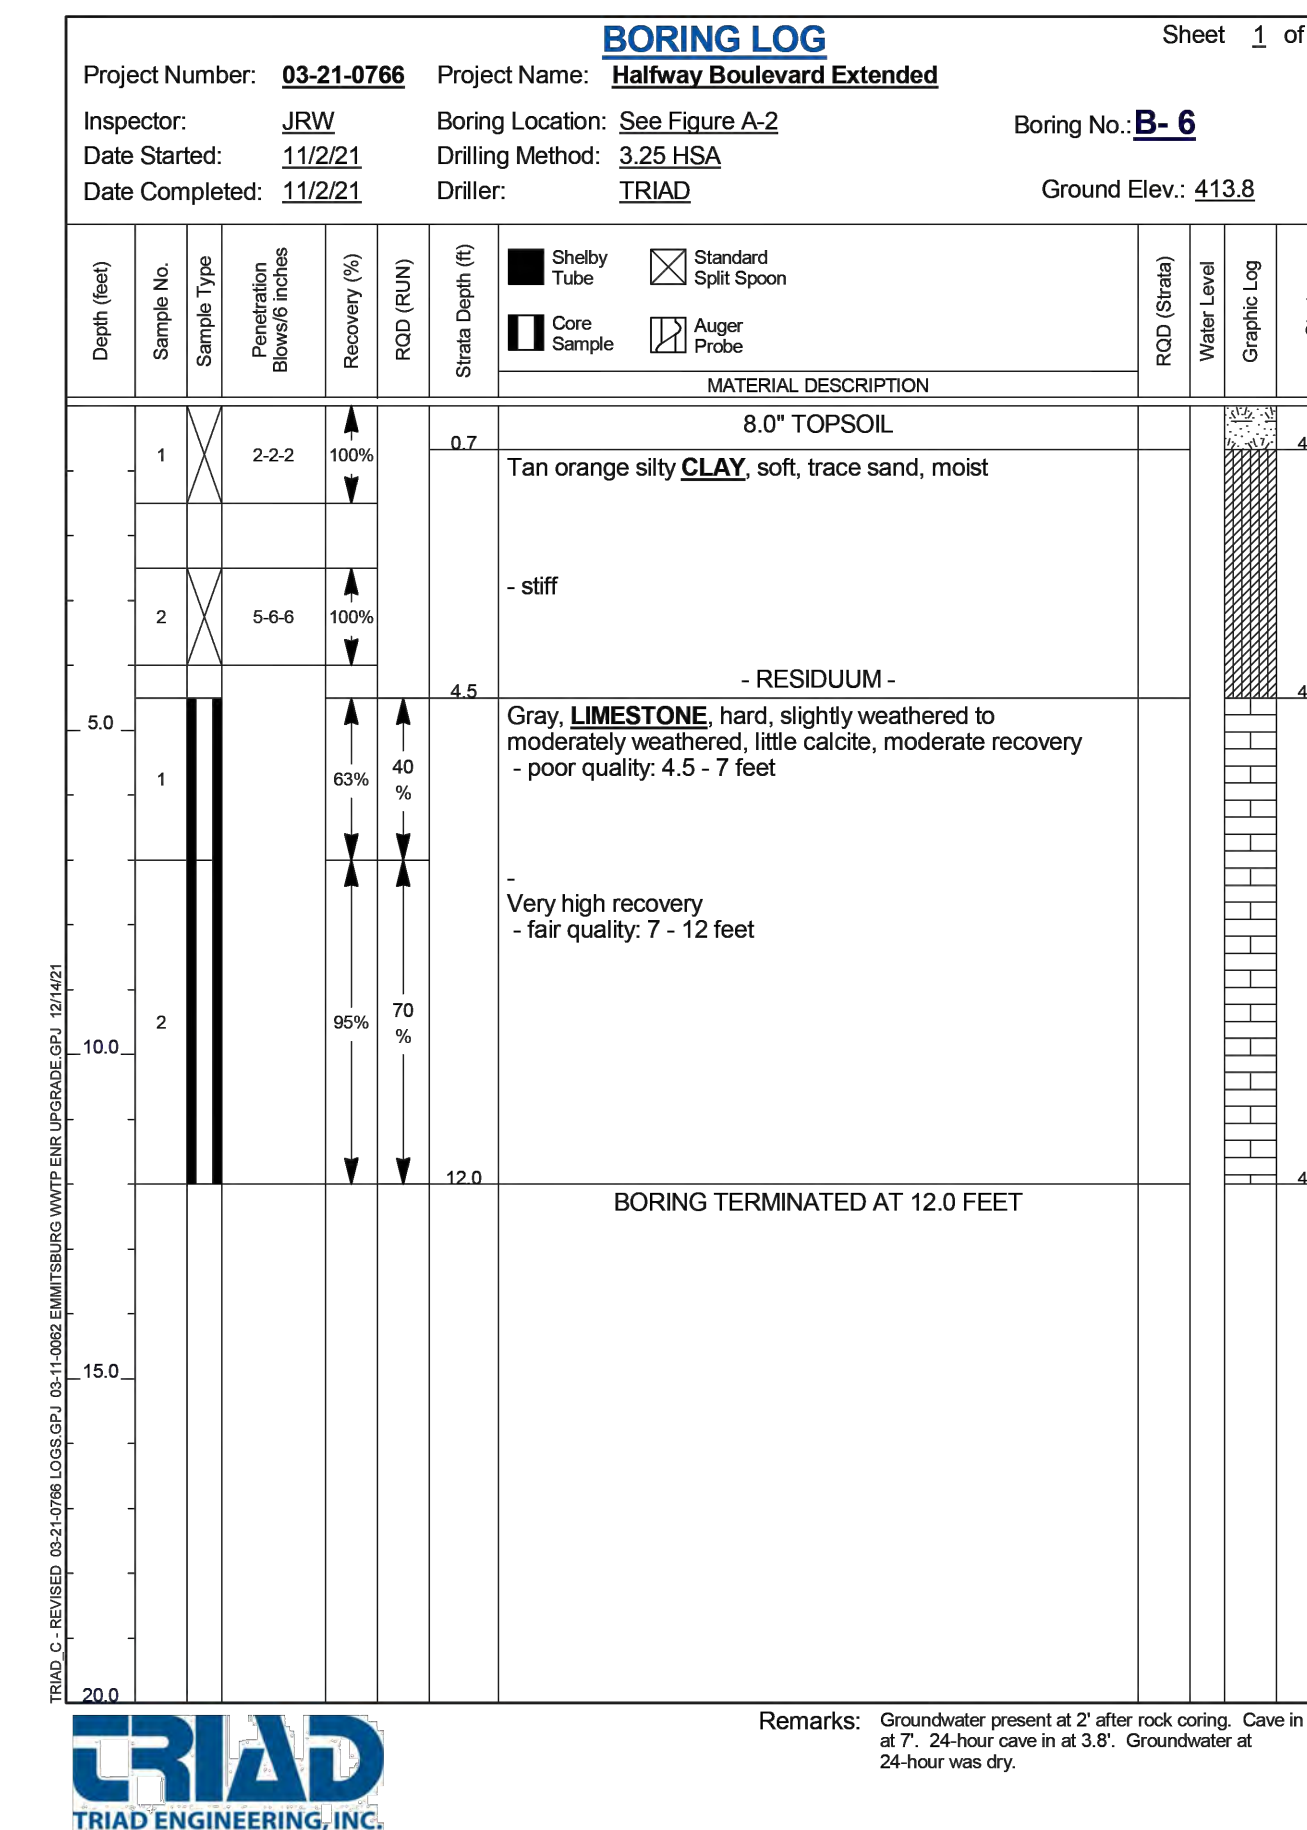 BORING LOG
Sheet 1 of
Project Number: 03-21-0766 Project Name: Halfway Boulevard Extended
Inspector: JRW Boring Location: See Figure A-2
Boring No.: B- 6
Date Started: 11/2/21 Drilling Method: 3.25 HSA
Date Completed: 11/2/21 Driller: TRIAD
Ground Elev.: 413.8
Depth (feet)
Sample No.
Sample Type
Penetration
Blows/6 inches
Recovery (%)
RQD (RUN)
Strata Depth (ft)
Shelby
Tube
Standard
Split Spoon
Core
Sample
Auger
Probe
MATERIAL DESCRIPTION
RQD (Strata)
Water Level
Graphic Log
8.0" TOPSOIL
0.7
4
1 2-2-2 100%
Tan orange silty CLAY, soft, trace sand, moist
- stiff
2 5-6-6 100%
- RESIDUUM -
4.5
4
5.0
Gray, LIMESTONE, hard, slightly weathered to
moderately weathered, little calcite, moderate recovery
- poor quality: 4.5 - 7 feet
1 63% 40
%
-
Very high recovery
- fair quality: 7 - 12 feet
2 95% 70
%
10.0
12.0
4
BORING TERMINATED AT 12.0 FEET
15.0
20.0
TRIAD_C - REVISED 03-21-0766 LOGS.GPJ 03-11-0062 EMMITSBURG WWTP ENR UPGRADE.GPJ 12/14/21
TRIAD
TRIAD ENGINEERING, INC.
Remarks: Groundwater present at 2' after rock coring. Cave in
at 7'. 24-hour cave in at 3.8'. Groundwater at
24-hour was dry.